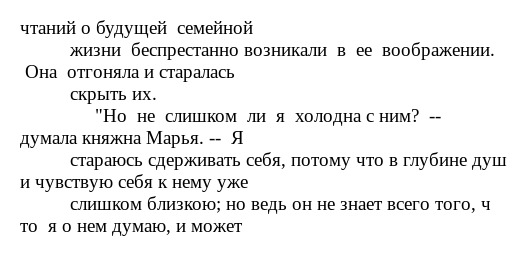 чтаний о будущей семейной
жизни беспрестанно возникали в ее воображении.
Она отгоняла и старалась
скрыть их.
"Но не слишком ли я холодна с ним? --
думала княжна Марья. -- Я
стараюсь сдерживать себя, потому что в глубине душ
и чувствую себя к нему уже
слишком близкою; но ведь он не знает всего того, ч
то я о нем думаю, и может